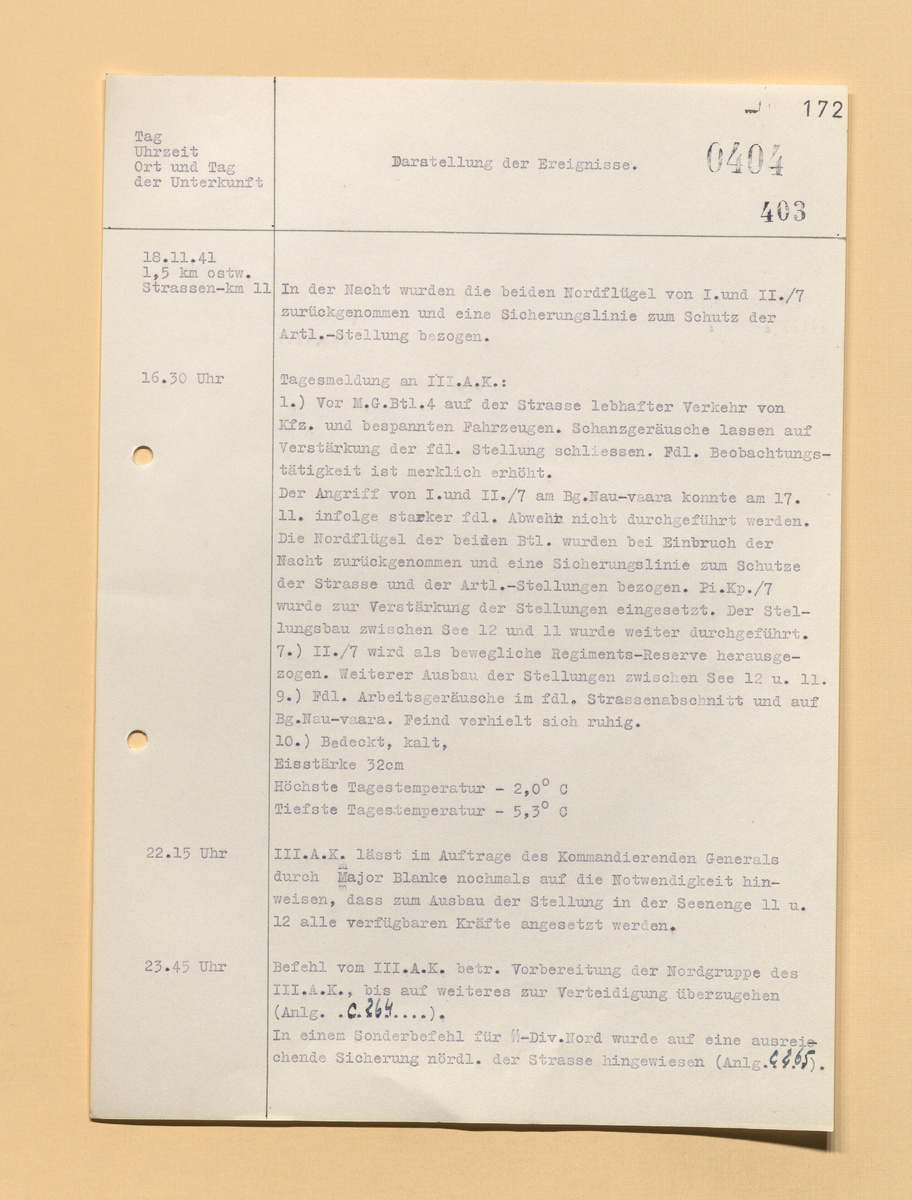 172
Tag
Uhrzeit
Ort und Tag
der Unterkunft
Darstellung der Ereignisse.
0404
403
18.11.41
1,5 km ostw.
Strassen-km 11
In der Nacht wurden die beiden Nordflügel von I.und II./7
zurückgenommen und eine Sicherungslinie zum Schutz der
Artl.-Stellung bezogen.
16.30 Uhr
Tagesmeldung an III.A.K.:
1.) Vor M.G.Btl.4 auf der Strasse lebhafter Verkehr von
Kfz. und bespannten Fahrzeugen. Schanzgeräusche lassen auf
Verstärkung der fdl. Stellung schliessen. Fdl. Beobachtungs-
tätigkeit ist merklich erhöht.
Der Angriff von I.und II./7 am Bg.Nau-vaara konnte am 17.
11. infolge starker fdl. Abwehr nicht durchgeführt werden.
Die Nordflügel der beiden Btl. wurden bei Einbruch der
Nacht zurückgenommen und eine Sicherungslinie zum Schutze
der Strasse und der Artl.-Stellungen bezogen. Pi.Kp./7
wurde zur Verstärkung der Stellungen eingesetzt. Der Stel-
lungsbau zwischen See 12 und 11 wurde weiter durchgeführt.
7.) II./7 wird als bewegliche Regiments-Reserve herausge-
zogen. Weiterer Ausbau der Stellungen zwischen See 12 u. 11.
9.) Fdl. Arbeitsgeräusche im fdl. Strassenabschnitt und auf
Bg.Nau-vaara. Feind verhielt sich ruhig.
10.) Bedeckt, kalt,
Eisstärke 32cm
Höchste Tagestemperatur - 2,0° C
Tiefste Tagestemperatur - 5,3° C
22.15 Uhr
III.A.K. lässt im Auftrage des Kommandierenden Generals
durch Major Blanke nochmals auf die Notwendigkeit hin-
weisen, dass zum Ausbau der Stellung in der Seenenge 11 u.
12 alle verfügbaren Kräfte angesetzt werden.
23.45 Uhr
Befehl vom III.A.K. betr. Vorbereitung der Nordgruppe des
III.A.K., bis auf weiteres zur Verteidigung überzugehen
(Anlg. .C.264....).
In einem Sonderbefehl für ᛋᛋ-Div.Nord wurde auf eine ausrei-
chende Sicherung nördl. der Strasse hingewiesen (Anlg.

).